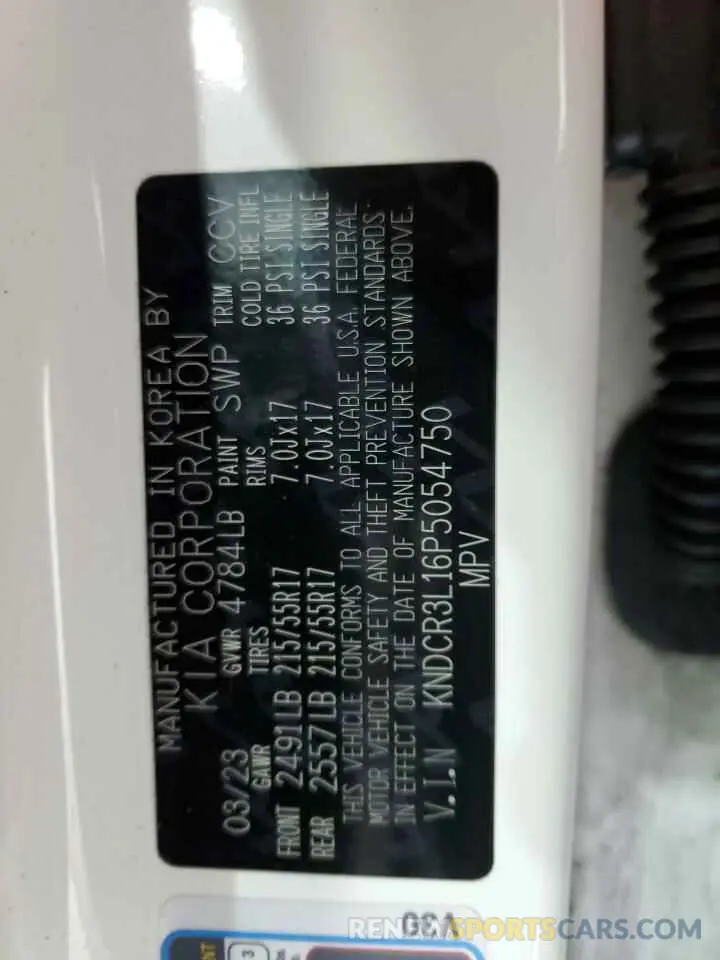 MANUFACTURED IN KOREA BY
KIA CORPORATION
03/23 GVWR 4784LB PAINT SWP TRIM CCV
GAWR TIRES RIMS COLD TIRE INFL
FRONT 2491LB 215/55R17 7.0Jx17 36 PSI SINGLE
REAR 2557LB 215/55R17 7.0Jx17 36 PSI SINGLE
THIS VEHICLE CONFORMS TO ALL APPLICABLE U.S.A. FEDERAL
MOTOR VEHICLE SAFETY AND THEFT PREVENTION STANDARDS
IN EFFECT ON THE DATE OF MANUFACTURE SHOWN ABOVE.
V.I.N KNDCR3L16P5054750
MPV
RENEWSPORTSCARS.COM